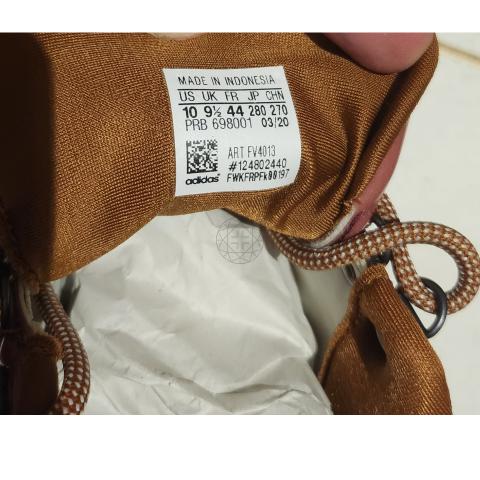 MADE IN INDONESIA
US UK FR JP CHN
10 9½ 44 280 270
PRB 698001 03/20
ART FV4013
#124802440
adidas FWKFRPFk00197